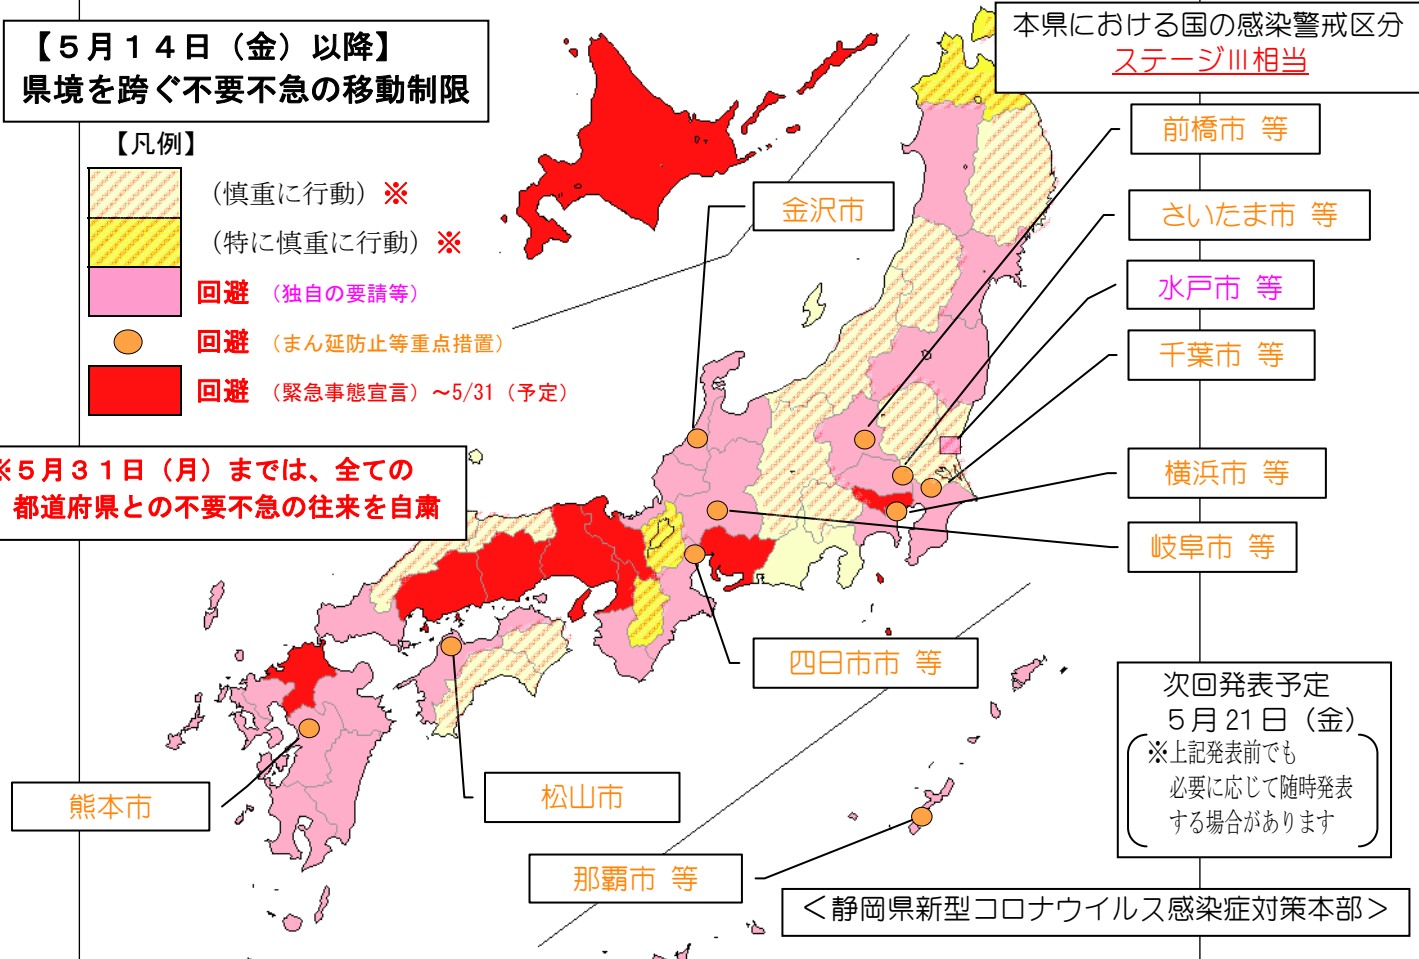 【５月１４日（金）以降】
県境を跨ぐ不要不急の移動制限
本県における国の感染警戒区分
ステージⅢ相当
【凡例】
（慎重に行動）※
（特に慎重に行動）※
回避（独自の要請等）
回避（まん延防止等重点措置）
回避（緊急事態宣言）～5/31（予定）
※５月３１日（月）までは、全ての
都道府県との不要不急の往来を自粛
前橋市 等
金沢市
さいたま市 等
水戸市 等
千葉市 等
横浜市 等
岐阜市 等
四日市市 等
松山市
熊本市
那覇市 等
次回発表予定
５月21日（金）
※上記発表前でも
必要に応じて随時発表
する場合があります
＜静岡県新型コロナウイルス感染症対策本部＞